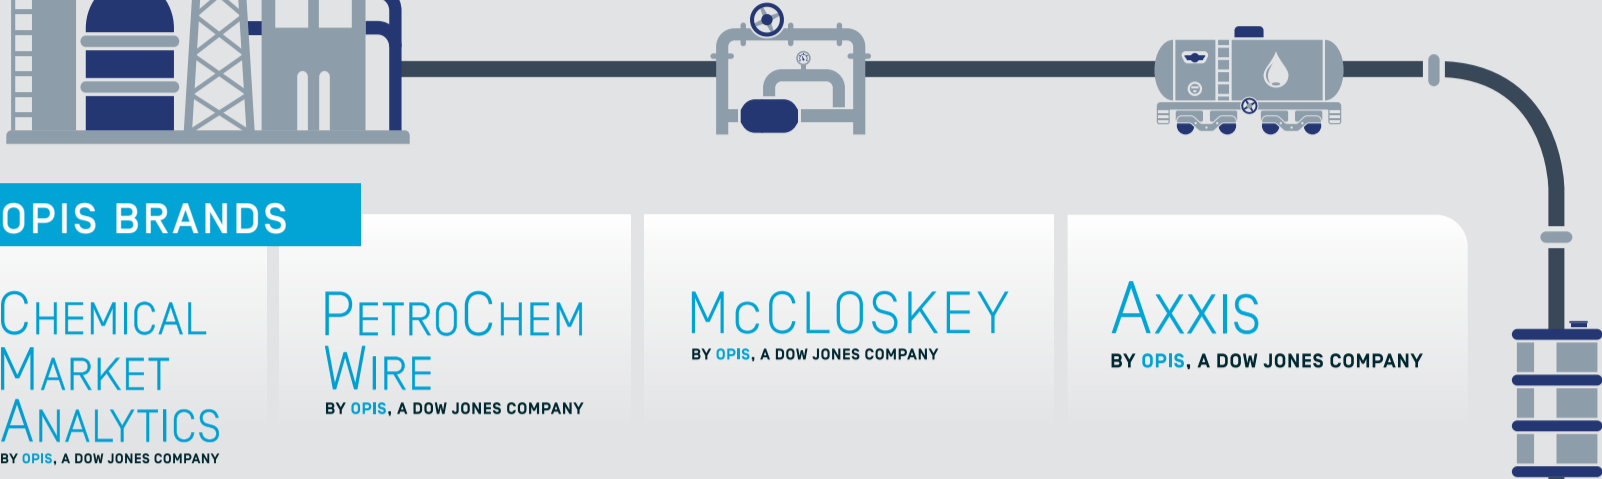 OPIS BRANDS
CHEMICAL
MARKET
ANALYTICS
BY OPIS, A DOW JONES COMPANY
PETROCHEM
WIRE
BY OPIS, A DOW JONES COMPANY
MCCLOSKEY
BY OPIS, A DOW JONES COMPANY
AXXIS
BY OPIS, A DOW JONES COMPANY